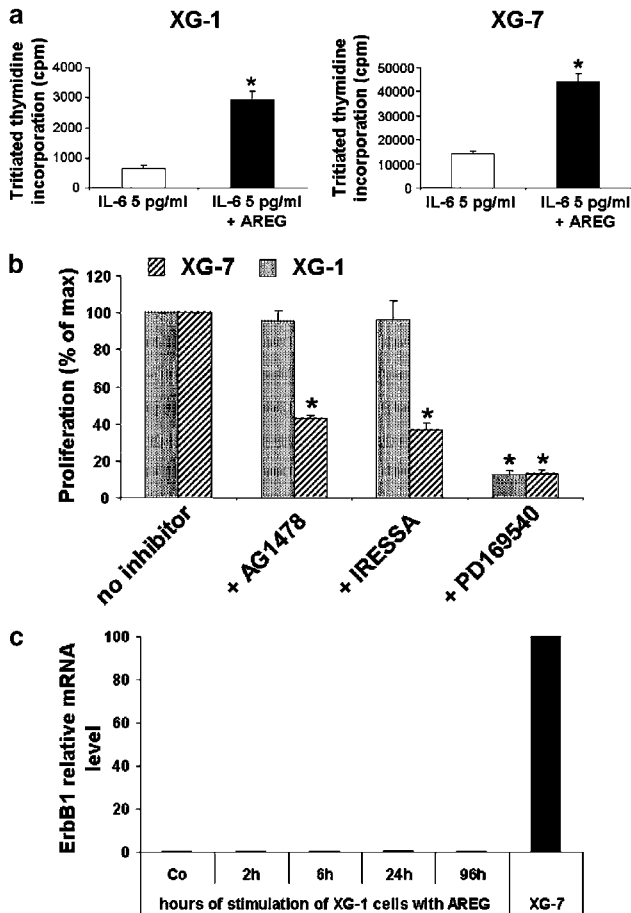 a
XG-1
XG-7
Tritiated thymidine
incorporation (cpm)
4000
3000
2000
1000
0
IL-6 5 pg/ml
IL-6 5 pg/ml
+ AREG
*
Tritiated thymidine
incorporation (cpm)
50000
40000
30000
20000
10000
0
IL-6 5 pg/ml
IL-6 5 pg/ml
+ AREG
*
b
XG-7
XG-1
Proliferation (% of max)
120
100
80
60
40
20
0
*
*
* *
no inhibitor
+ AG1478
+ IRESSA
+ PD169540
c
ErbB1 relative mRNA
level
100
80
60
40
20
0
Co 2h 6h 24h 96h
hours of stimulation of XG-1 cells with AREG XG-7